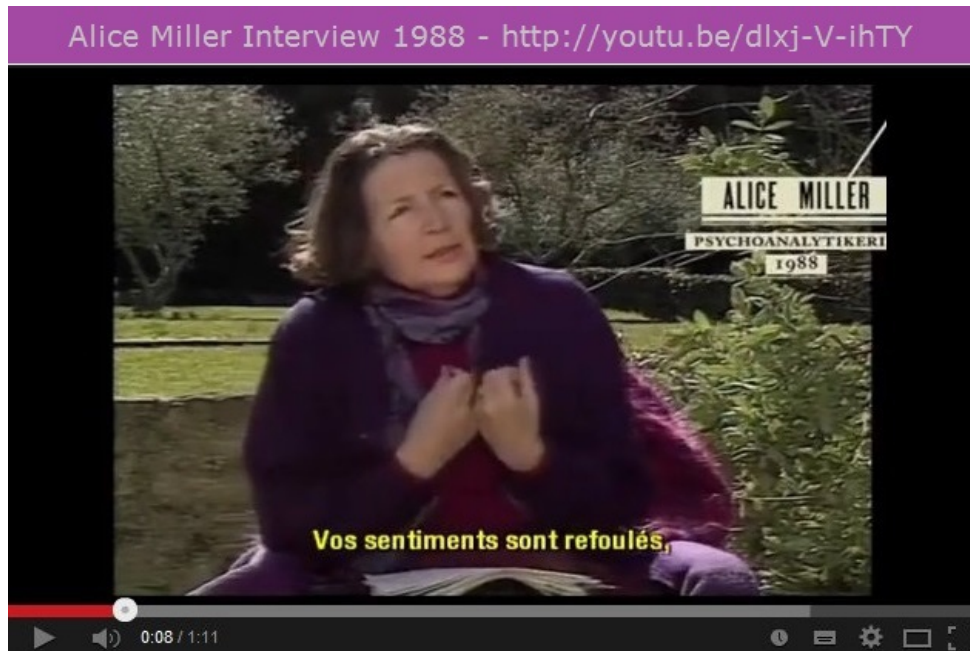 Alice Miller Interview 1988 - http://youtu.be/dlxj-V-ihTY
ALICE MILLER
PSYCHOANALYTIKERI
1988
Vos sentiments sont refoulés,
0:08 / 1:11